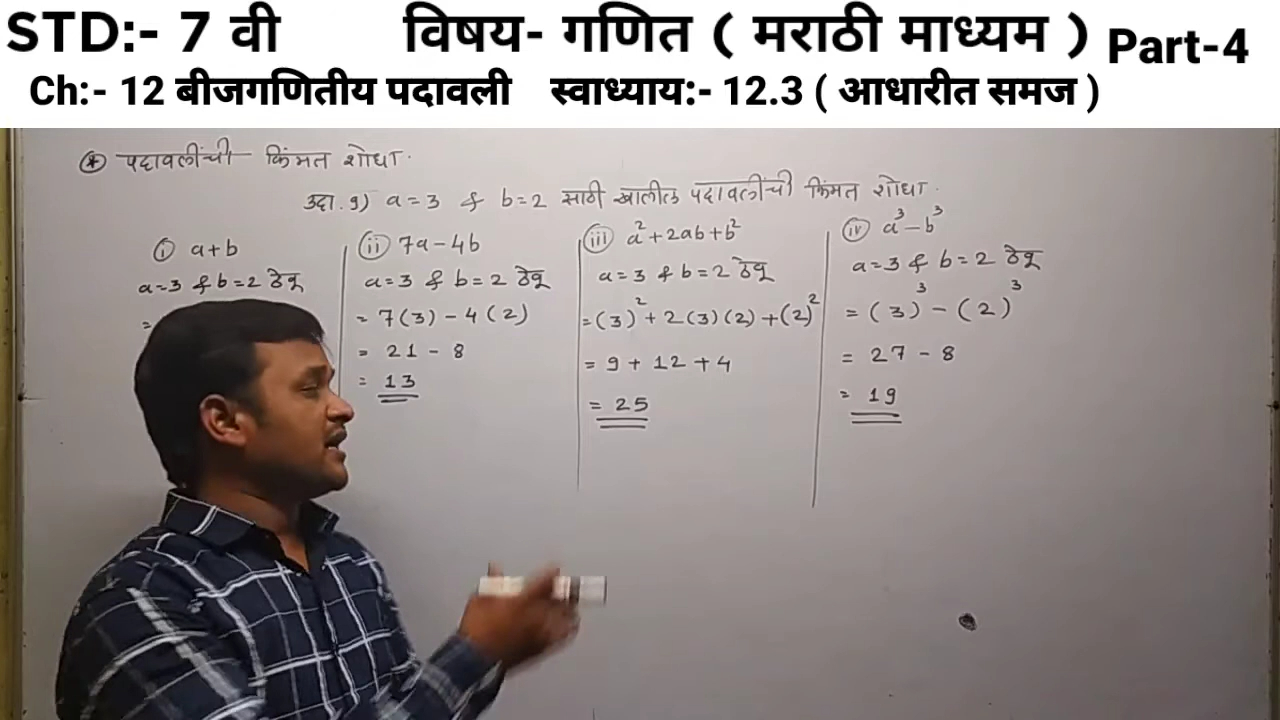 STD:- 7 वी विषय- गणित ( मराठी माध्यम ) Part-4
Ch:- 12 बीजगणितीय पदावली स्वाध्याय:- 12.3 ( आधारीत समज )
* पदावलींची किंमत शोधा.
उदा. 1) a=3 & b=2 साठी खालील पदावलींची किंमत शोधा.
(i) a+b
a=3 & b=2 ठेवू
=
(ii) 7a-4b
a=3 & b=2 ठेवू
= 7(3) - 4(2)
= 21 - 8
= 13
(iii) a²+2ab+b²
a=3 & b=2 ठेवू
=(3)²+2(3)(2)+(2)²
= 9+12+4
= 25
(iv) a³-b³
a=3 & b=2 ठेवू
= (3)³-(2)³
= 27-8
= 19